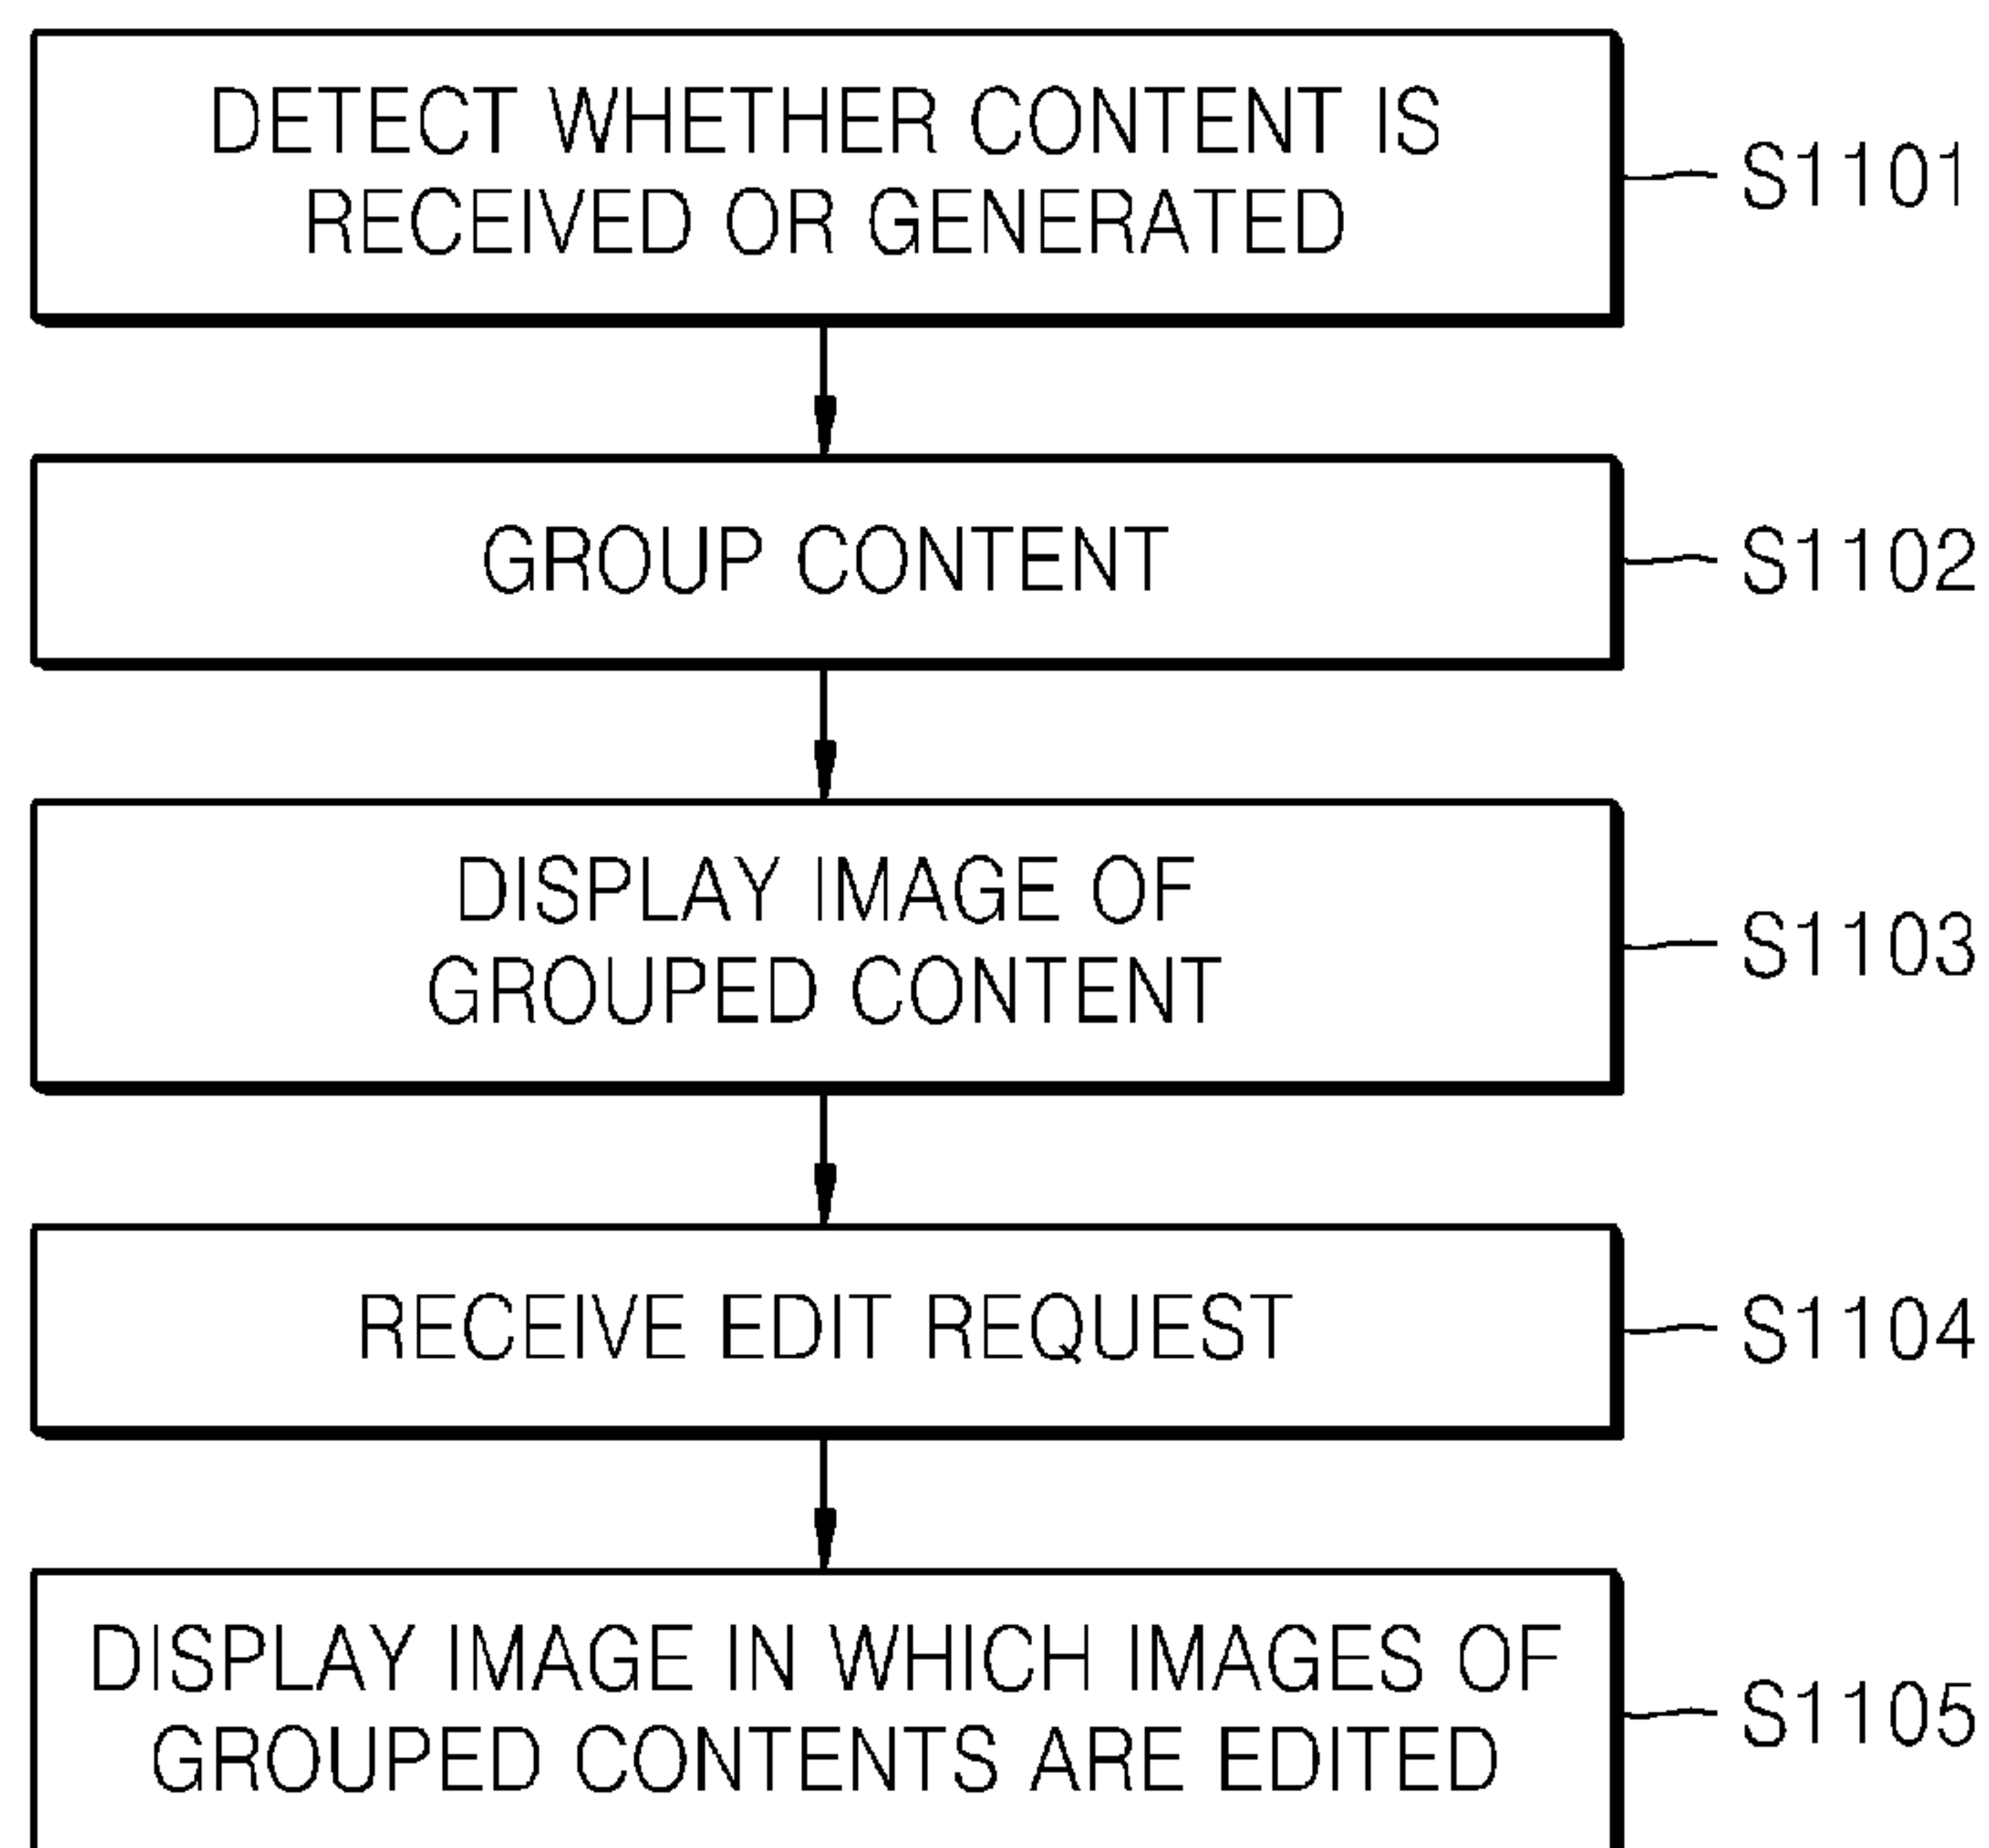 DETECT WHETHER CONTENT IS
RECEIVED OR GENERATED
S1101
GROUP CONTENT
S1102
DISPLAY IMAGE OF
GROUPED CONTENT
S1103
RECEIVE EDIT REQUEST
S1104
DISPLAY IMAGE IN WHICH IMAGES OF
GROUPED CONTENTS ARE EDITED
S1105